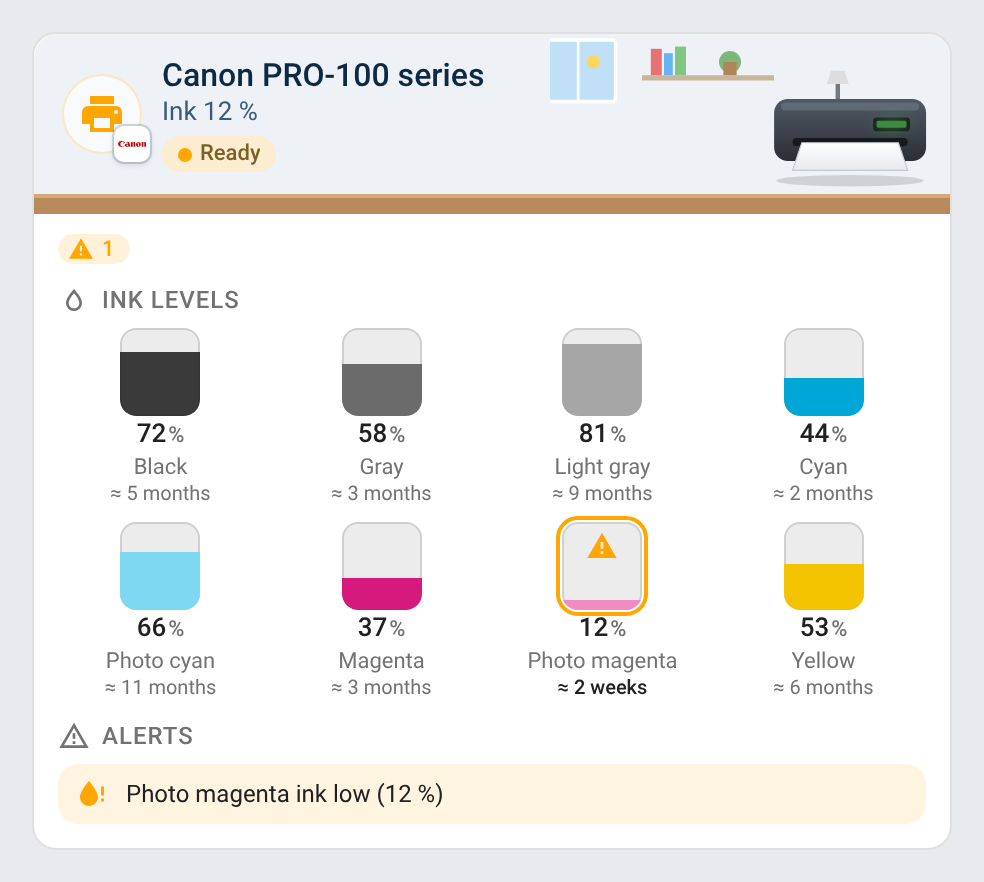 Canon PRO-100 series
Ink 12 %
Canon
Ready
1
INK LEVELS
72% 58% 81% 44%
Black Gray Light gray Cyan
≈ 5 months ≈ 3 months ≈ 9 months ≈ 2 months
66% 37% 12% 53%
Photo cyan Magenta Photo magenta Yellow
≈ 11 months ≈ 3 months ≈ 2 weeks ≈ 6 months
ALERTS
Photo magenta ink low (12 %)